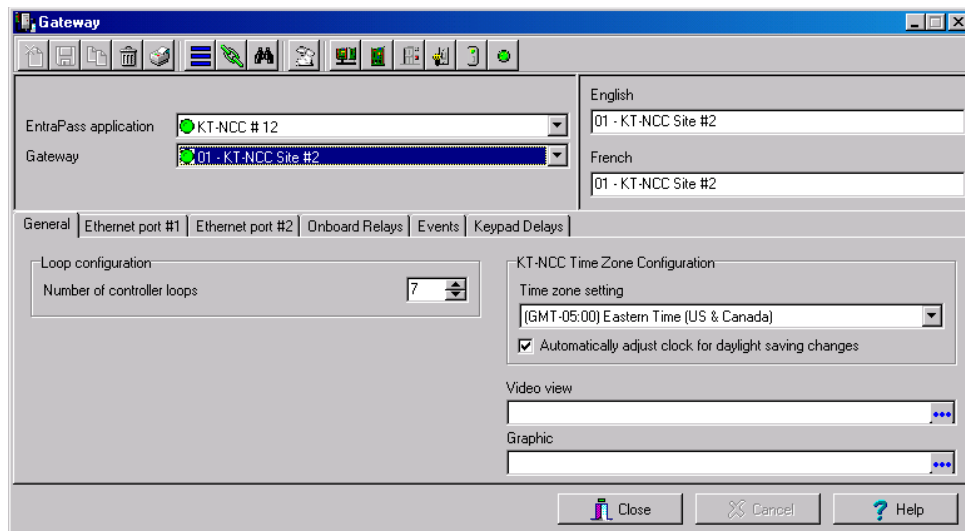 Gateway
English
EntraPass application
KT-NCC # 12
01 - KT-NCC Site #2
Gateway
01 - KT-NCC Site #2
French
01 - KT-NCC Site #2
General Ethernet port #1 Ethernet port #2 Onboard Relays Events Keypad Delays
Loop configuration
Number of controller loops
7
KT-NCC Time Zone Configuration
Time zone setting
(GMT-05:00) Eastern Time (US & Canada)
Automatically adjust clock for daylight saving changes
Video view
Graphic
Close Cancel Help